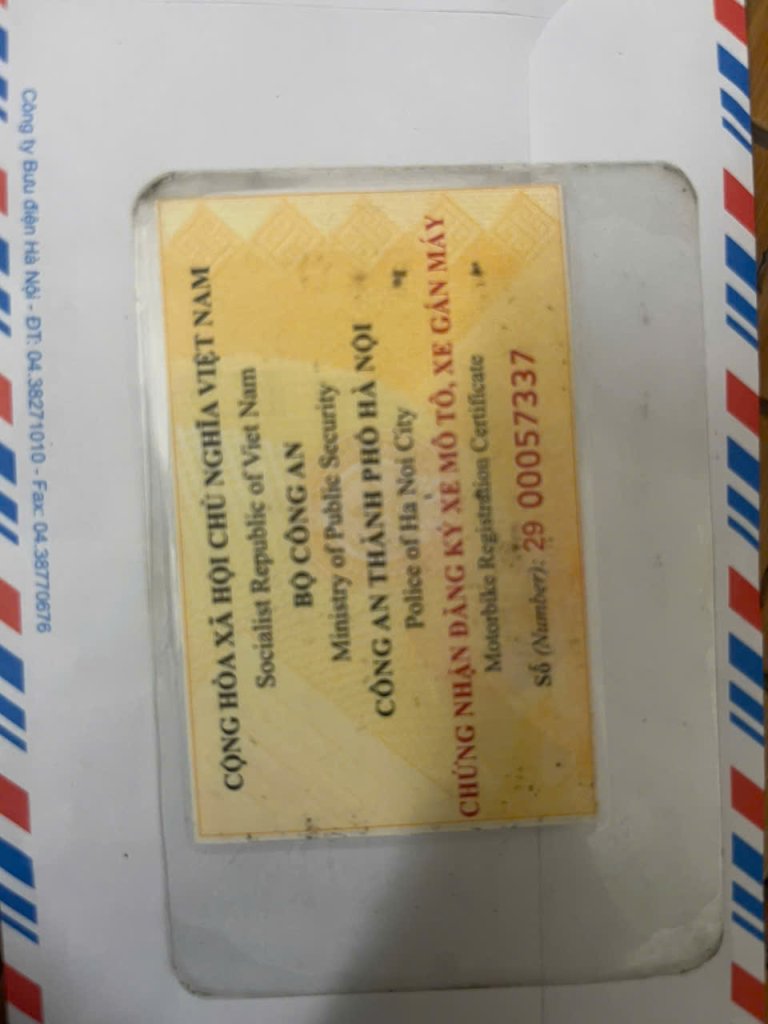 CỘNG HÒA XÃ HỘI CHỦ NGHĨA VIỆT NAM
Socialist Republic of Viet Nam
BỘ CÔNG AN
Ministry of Public Security
CÔNG AN THÀNH PHỐ HÀ NỘI
Police of Ha Noi City
CHỨNG NHẬN ĐĂNG KÝ XE MÔ TÔ, XE GẮN MÁY
Motorbike Registration Certificate
Số (Number): 29 00057337
Công ty Bưu điện Hà Nội - ĐT: 04.38271010 - Fax: 04.38770676